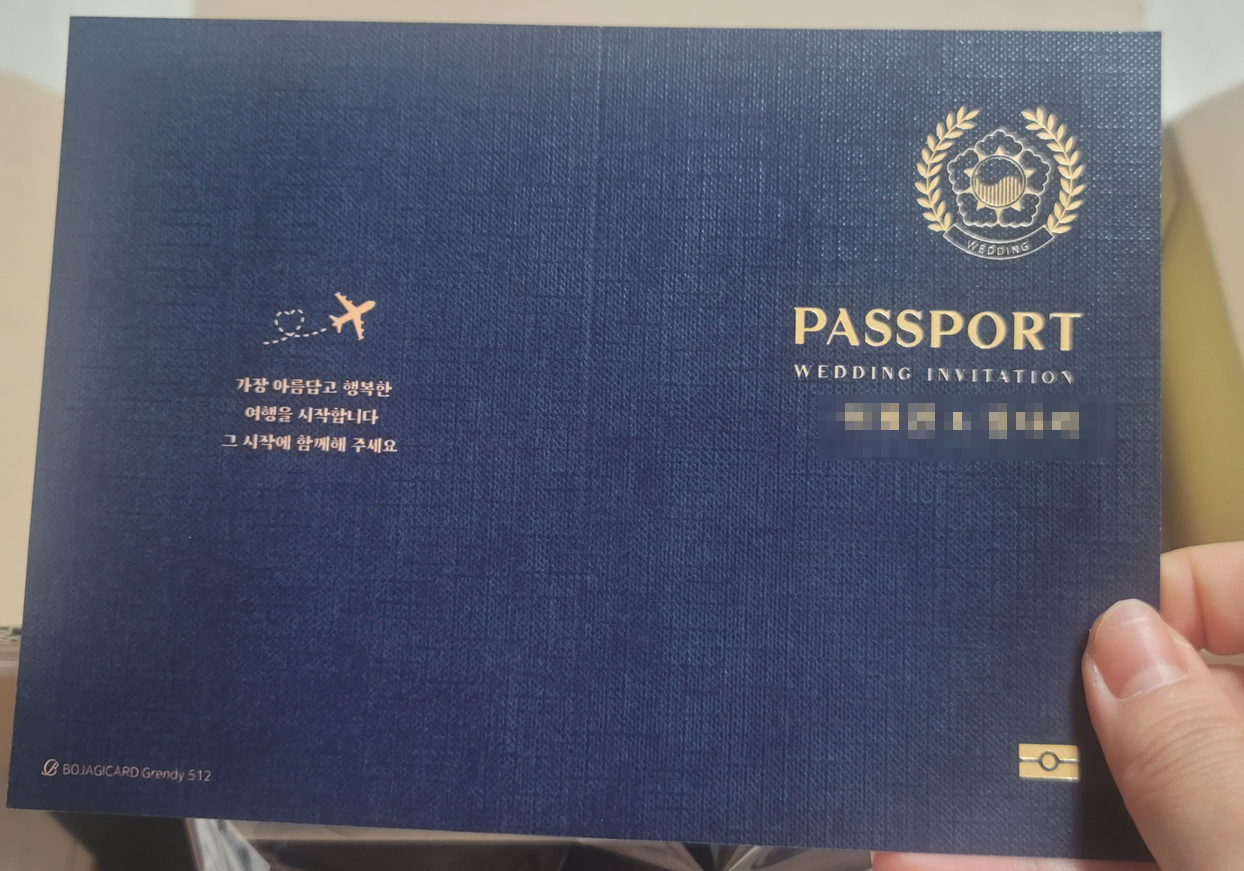 가장 아름답고 행복한
여행을 시작합니다
그 시작에 함께해 주세요
BOJAGICARD Grendy 512
WEDDING
PASSPORT
WEDDING INVITATION